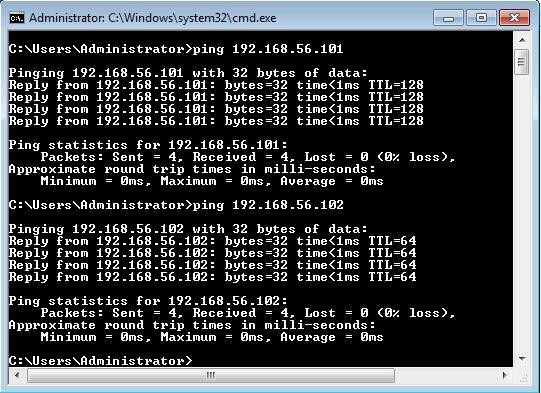 Administrator: C:\Windows\system32\cmd.exe
C:\Users\Administrator>ping 192.168.56.101
Pinging 192.168.56.101 with 32 bytes of data:
Reply from 192.168.56.101: bytes=32 time<1ms TTL=128
Reply from 192.168.56.101: bytes=32 time<1ms TTL=128
Reply from 192.168.56.101: bytes=32 time<1ms TTL=128
Reply from 192.168.56.101: bytes=32 time<1ms TTL=128
Ping statistics for 192.168.56.101:
    Packets: Sent = 4, Received = 4, Lost = 0 (0% loss),
Approximate round trip times in milli-seconds:
    Minimum = 0ms, Maximum = 0ms, Average = 0ms
C:\Users\Administrator>ping 192.168.56.102
Pinging 192.168.56.102 with 32 bytes of data:
Reply from 192.168.56.102: bytes=32 time<1ms TTL=64
Reply from 192.168.56.102: bytes=32 time<1ms TTL=64
Reply from 192.168.56.102: bytes=32 time<1ms TTL=64
Reply from 192.168.56.102: bytes=32 time<1ms TTL=64
Ping statistics for 192.168.56.102:
    Packets: Sent = 4, Received = 4, Lost = 0 (0% loss),
Approximate round trip times in milli-seconds:
    Minimum = 0ms, Maximum = 0ms, Average = 0ms
C:\Users\Administrator>